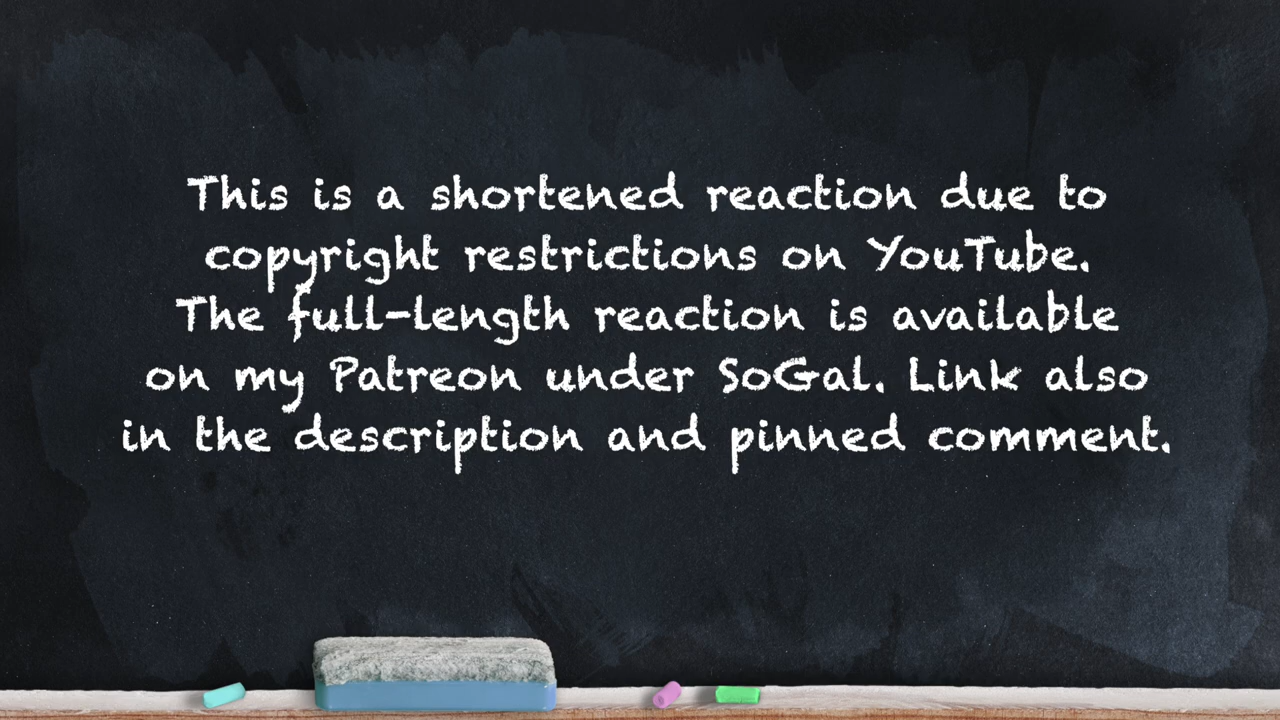 This is a shortened reaction due to
copyright restrictions on YouTube.
The full-length reaction is available
on my Patreon under SoGal. Link also
in the description and pinned comment.